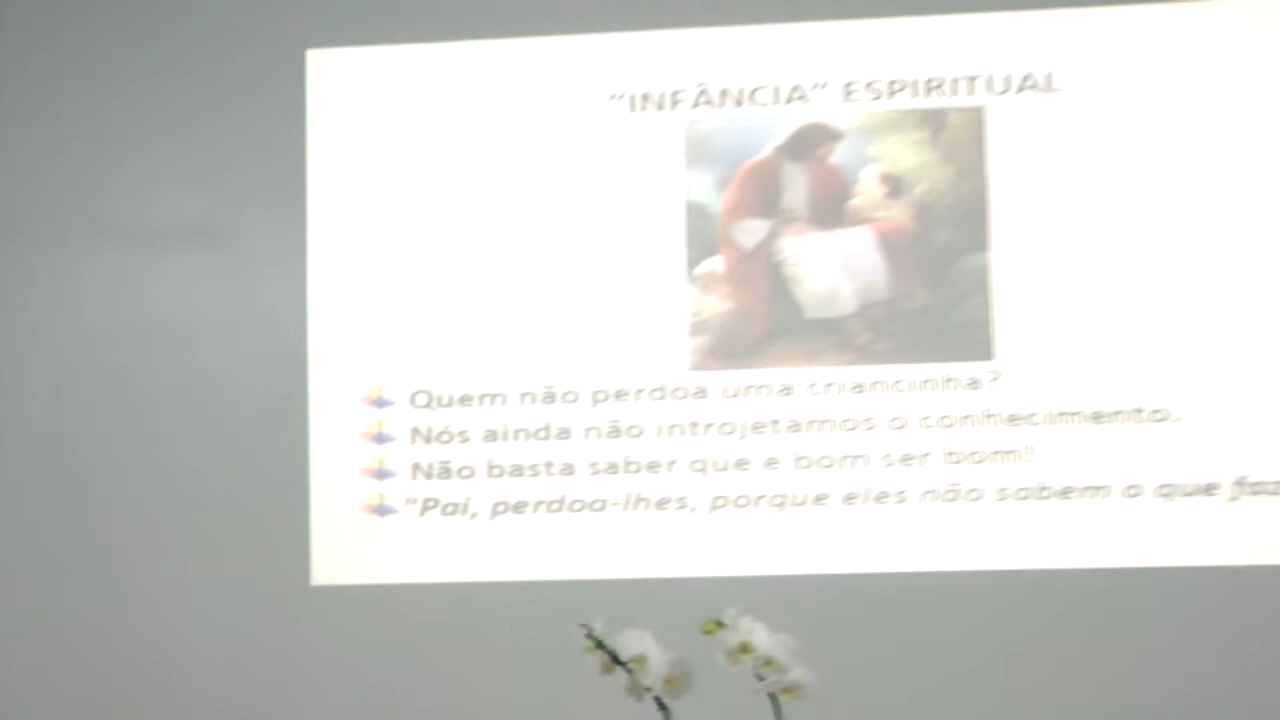 “INFÂNCIA” ESPIRITUAL
Quem não perdoa uma criancinha?
Nós ainda não introjetamos o conhecimento.
Não basta saber que é bom ser bom!!
“Pai, perdoa-lhes, porque eles não sabem o que